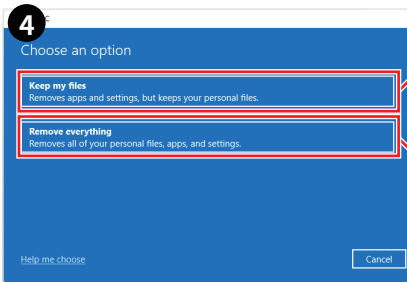 4
Choose an option
Keep my files
Removes apps and settings, but keeps your personal files.
Remove everything
Removes all of your personal files, apps, and settings.
Help me choose
Cancel